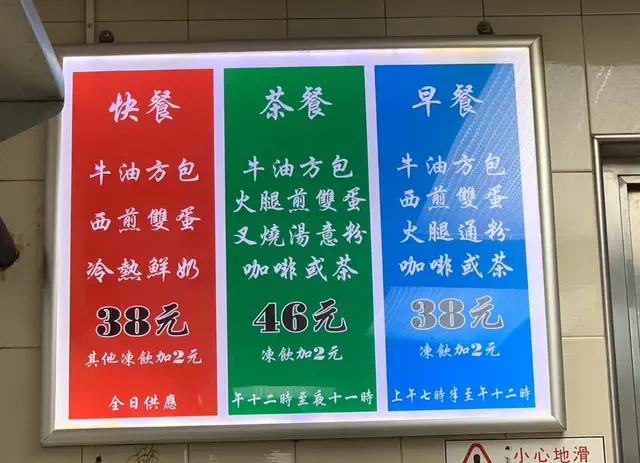 快餐
牛油方包
西煎雙蛋
冷熱鮮奶
38元
其他凍飲加2元
全日供應
茶餐
牛油方包
火腿煎雙蛋
叉燒湯意粉
咖啡或茶
46元
凍飲加2元
午十二時至夜十一時
早餐
牛油方包
西煎雙蛋
火腿通粉
咖啡或茶
38元
凍飲加2元
上午七時半至午十二時
小心地滑